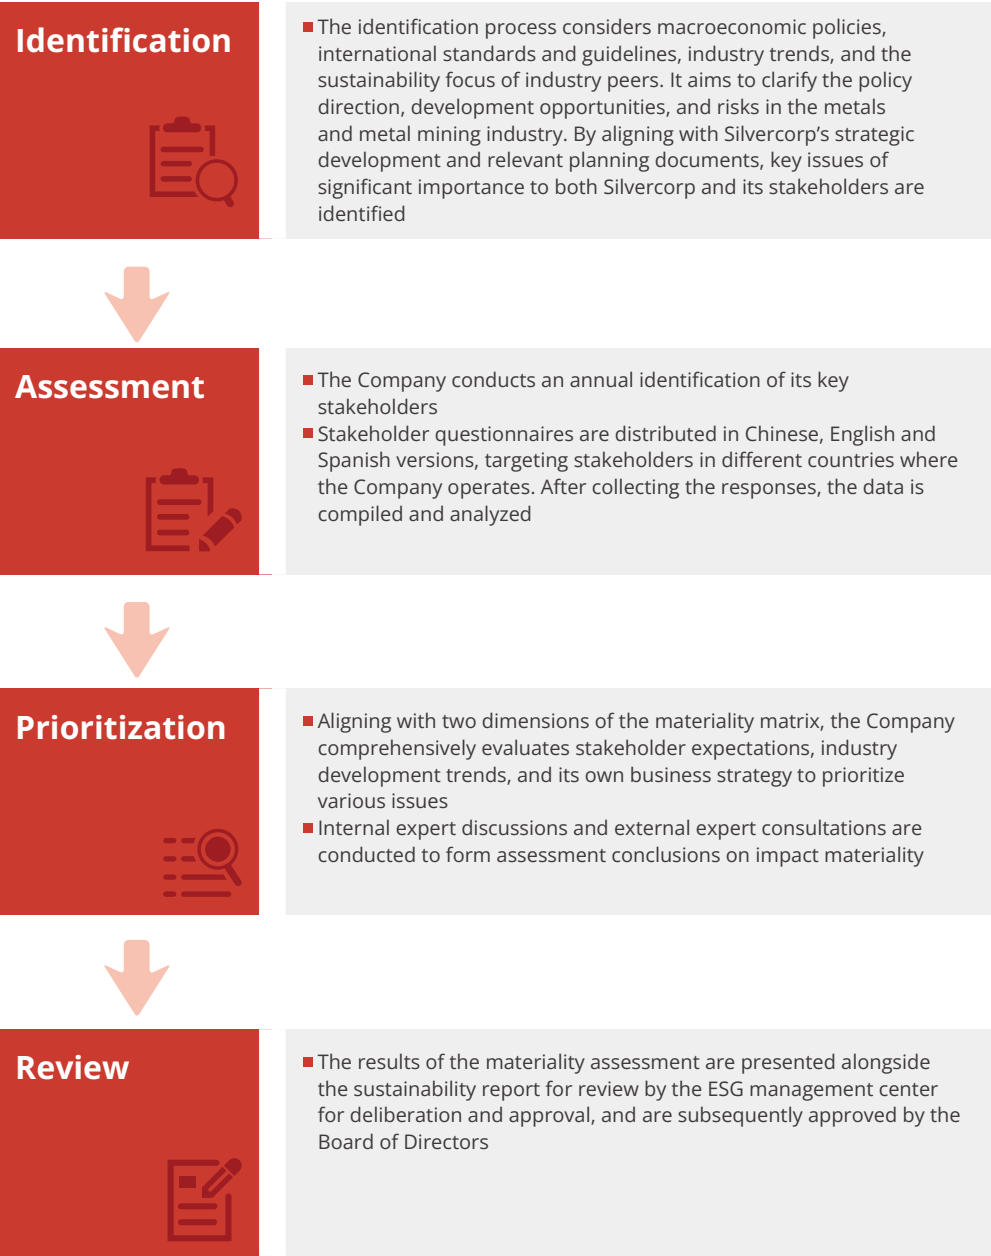 Identification
■ The identification process considers macroeconomic policies,
international standards and guidelines, industry trends, and the
sustainability focus of industry peers. It aims to clarify the policy
direction, development opportunities, and risks in the metals
and metal mining industry. By aligning with Silvercorp’s strategic
development and relevant planning documents, key issues of
significant importance to both Silvercorp and its stakeholders are
identified
Assessment
■ The Company conducts an annual identification of its key
stakeholders
■ Stakeholder questionnaires are distributed in Chinese, English and
Spanish versions, targeting stakeholders in different countries where
the Company operates. After collecting the responses, the data is
compiled and analyzed
Prioritization
■ Aligning with two dimensions of the materiality matrix, the Company
comprehensively evaluates stakeholder expectations, industry
development trends, and its own business strategy to prioritize
various issues
■ Internal expert discussions and external expert consultations are
conducted to form assessment conclusions on impact materiality
Review
■ The results of the materiality assessment are presented alongside
the sustainability report for review by the ESG management center
for deliberation and approval, and are subsequently approved by the
Board of Directors